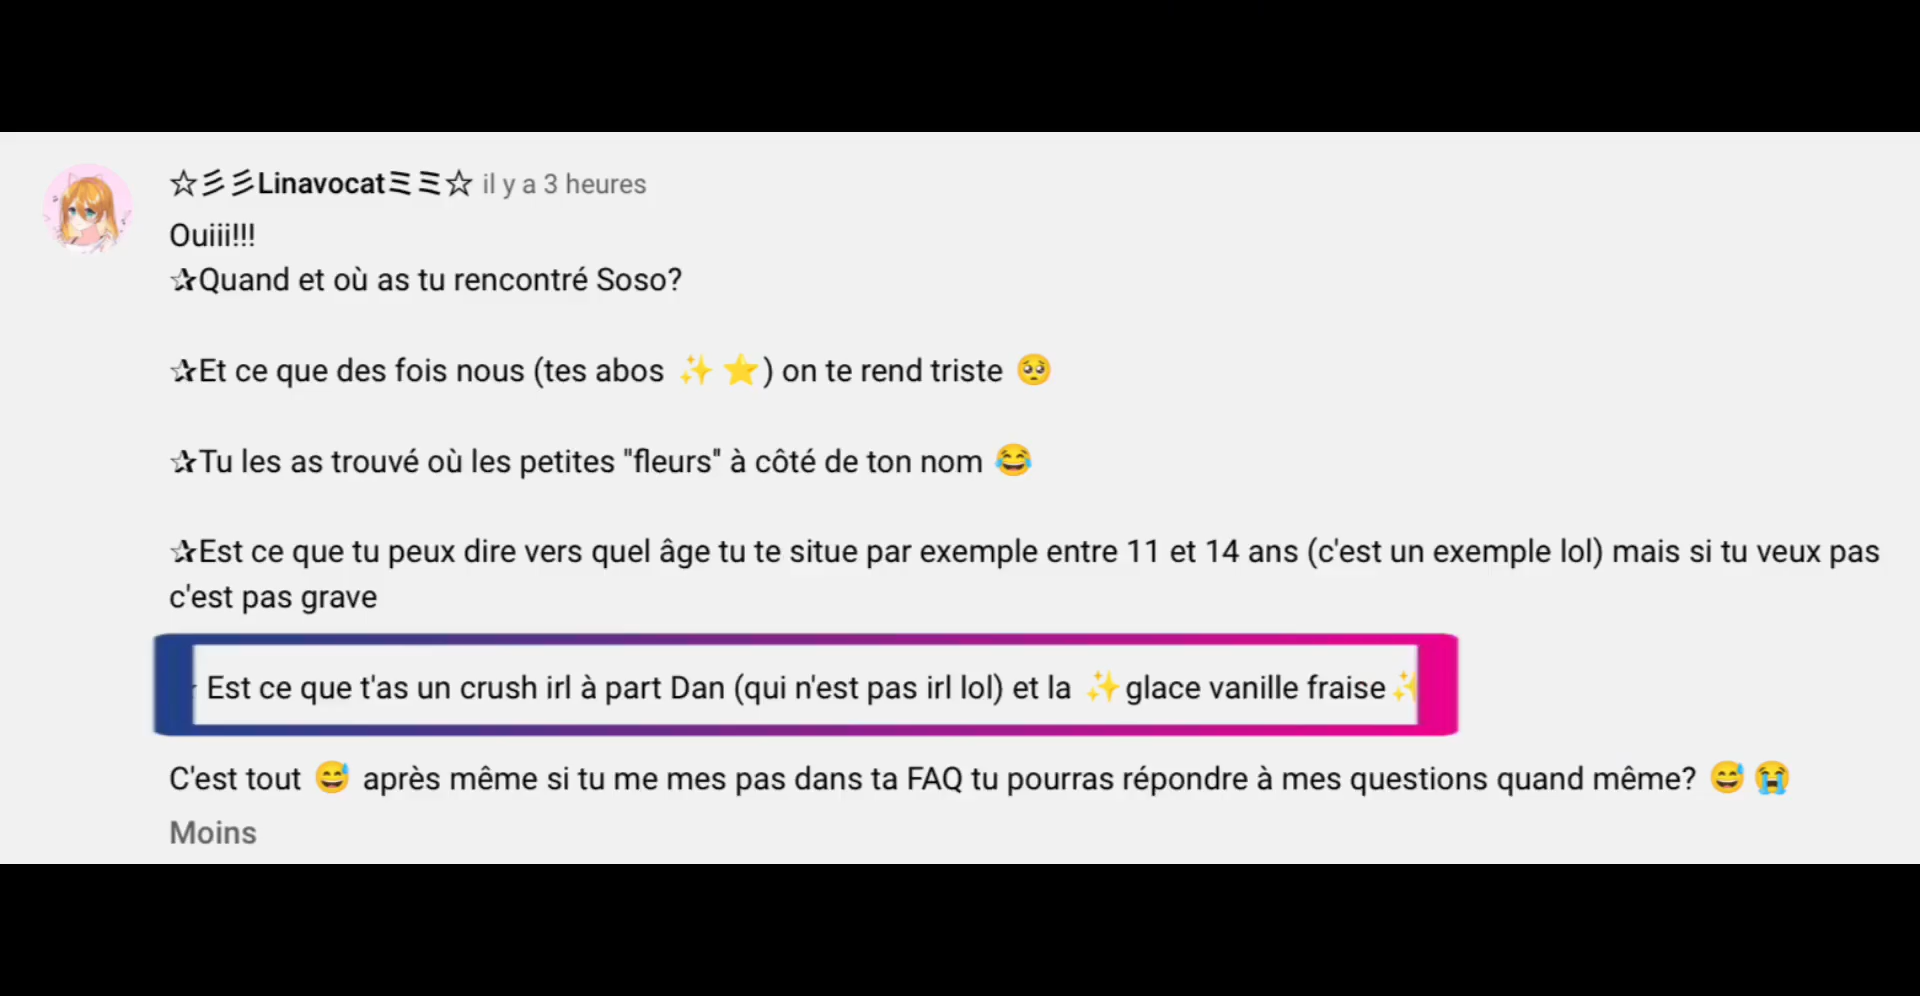 ☆彡彡Linavocatミミ☆ il y a 3 heures
Ouiii!!!
✰Quand et où as tu rencontré Soso?
✰Et ce que des fois nous (tes abos ✨⭐) on te rend triste 🥺
✰Tu les as trouvé où les petites "fleurs" à côté de ton nom 😂
✰Est ce que tu peux dire vers quel âge tu te situe par exemple entre 11 et 14 ans (c'est un exemple lol) mais si tu veux pas
c'est pas grave
Est ce que t'as un crush irl à part Dan (qui n'est pas irl lol) et la ✨glace vanille fraise✨
C'est tout 😅 après même si tu me mes pas dans ta FAQ tu pourras répondre à mes questions quand même? 😅😭
Moins